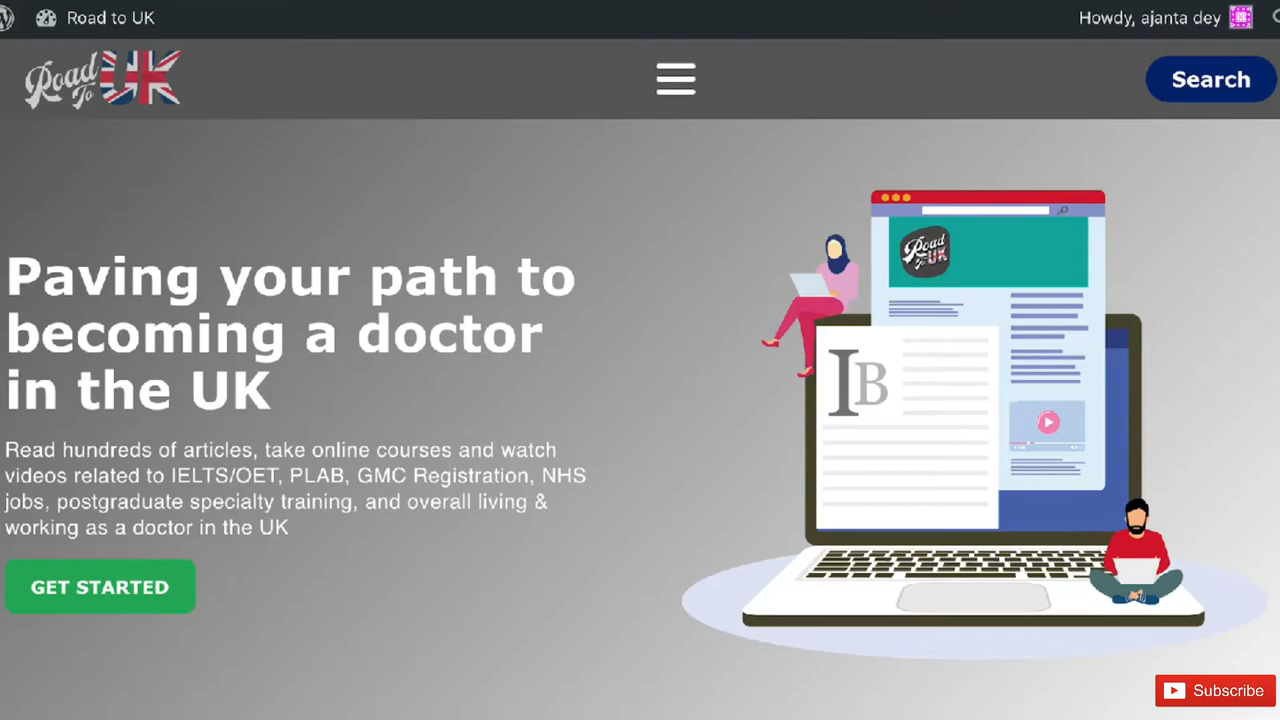 Road to UK
Howdy, ajanta dey
Road To UK
Search
Paving your path to
becoming a doctor
in the UK
Read hundreds of articles, take online courses and watch
videos related to IELTS/OET, PLAB, GMC Registration, NHS
jobs, postgraduate specialty training, and overall living &
working as a doctor in the UK
GET STARTED
Road To UK
IB
Subscribe